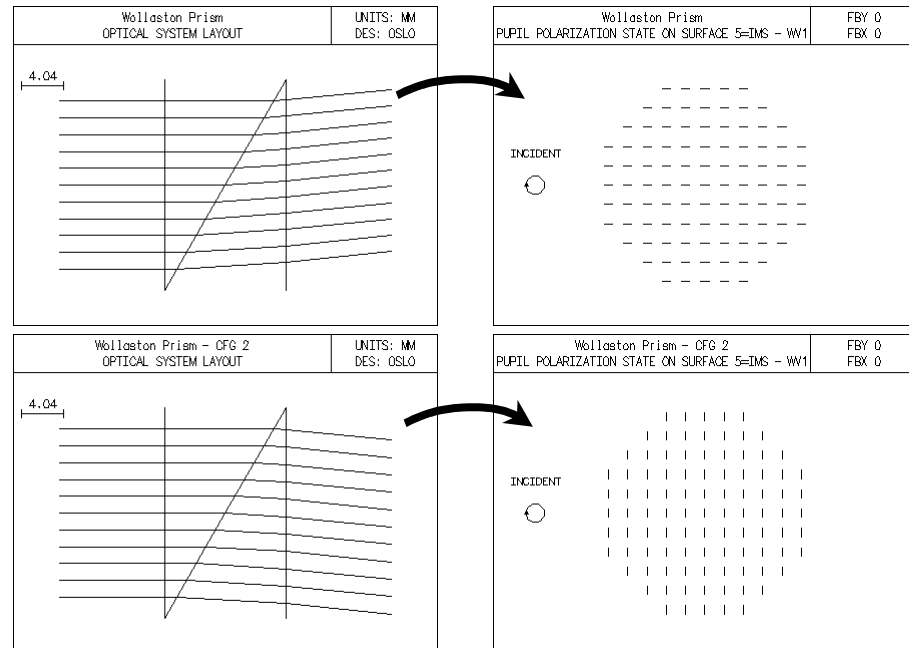 Wollaston Prism
OPTICAL SYSTEM LAYOUT
UNITS: MM
DES: OSLO
4.04
Wollaston Prism
PUPIL POLARIZATION STATE ON SURFACE 5=IMS - WV1
FBY 0
FBX 0
INCIDENT
Wollaston Prism - CFG 2
OPTICAL SYSTEM LAYOUT
UNITS: MM
DES: OSLO
4.04
Wollaston Prism - CFG 2
PUPIL POLARIZATION STATE ON SURFACE 5=IMS - WV1
FBY 0
FBX 0
INCIDENT